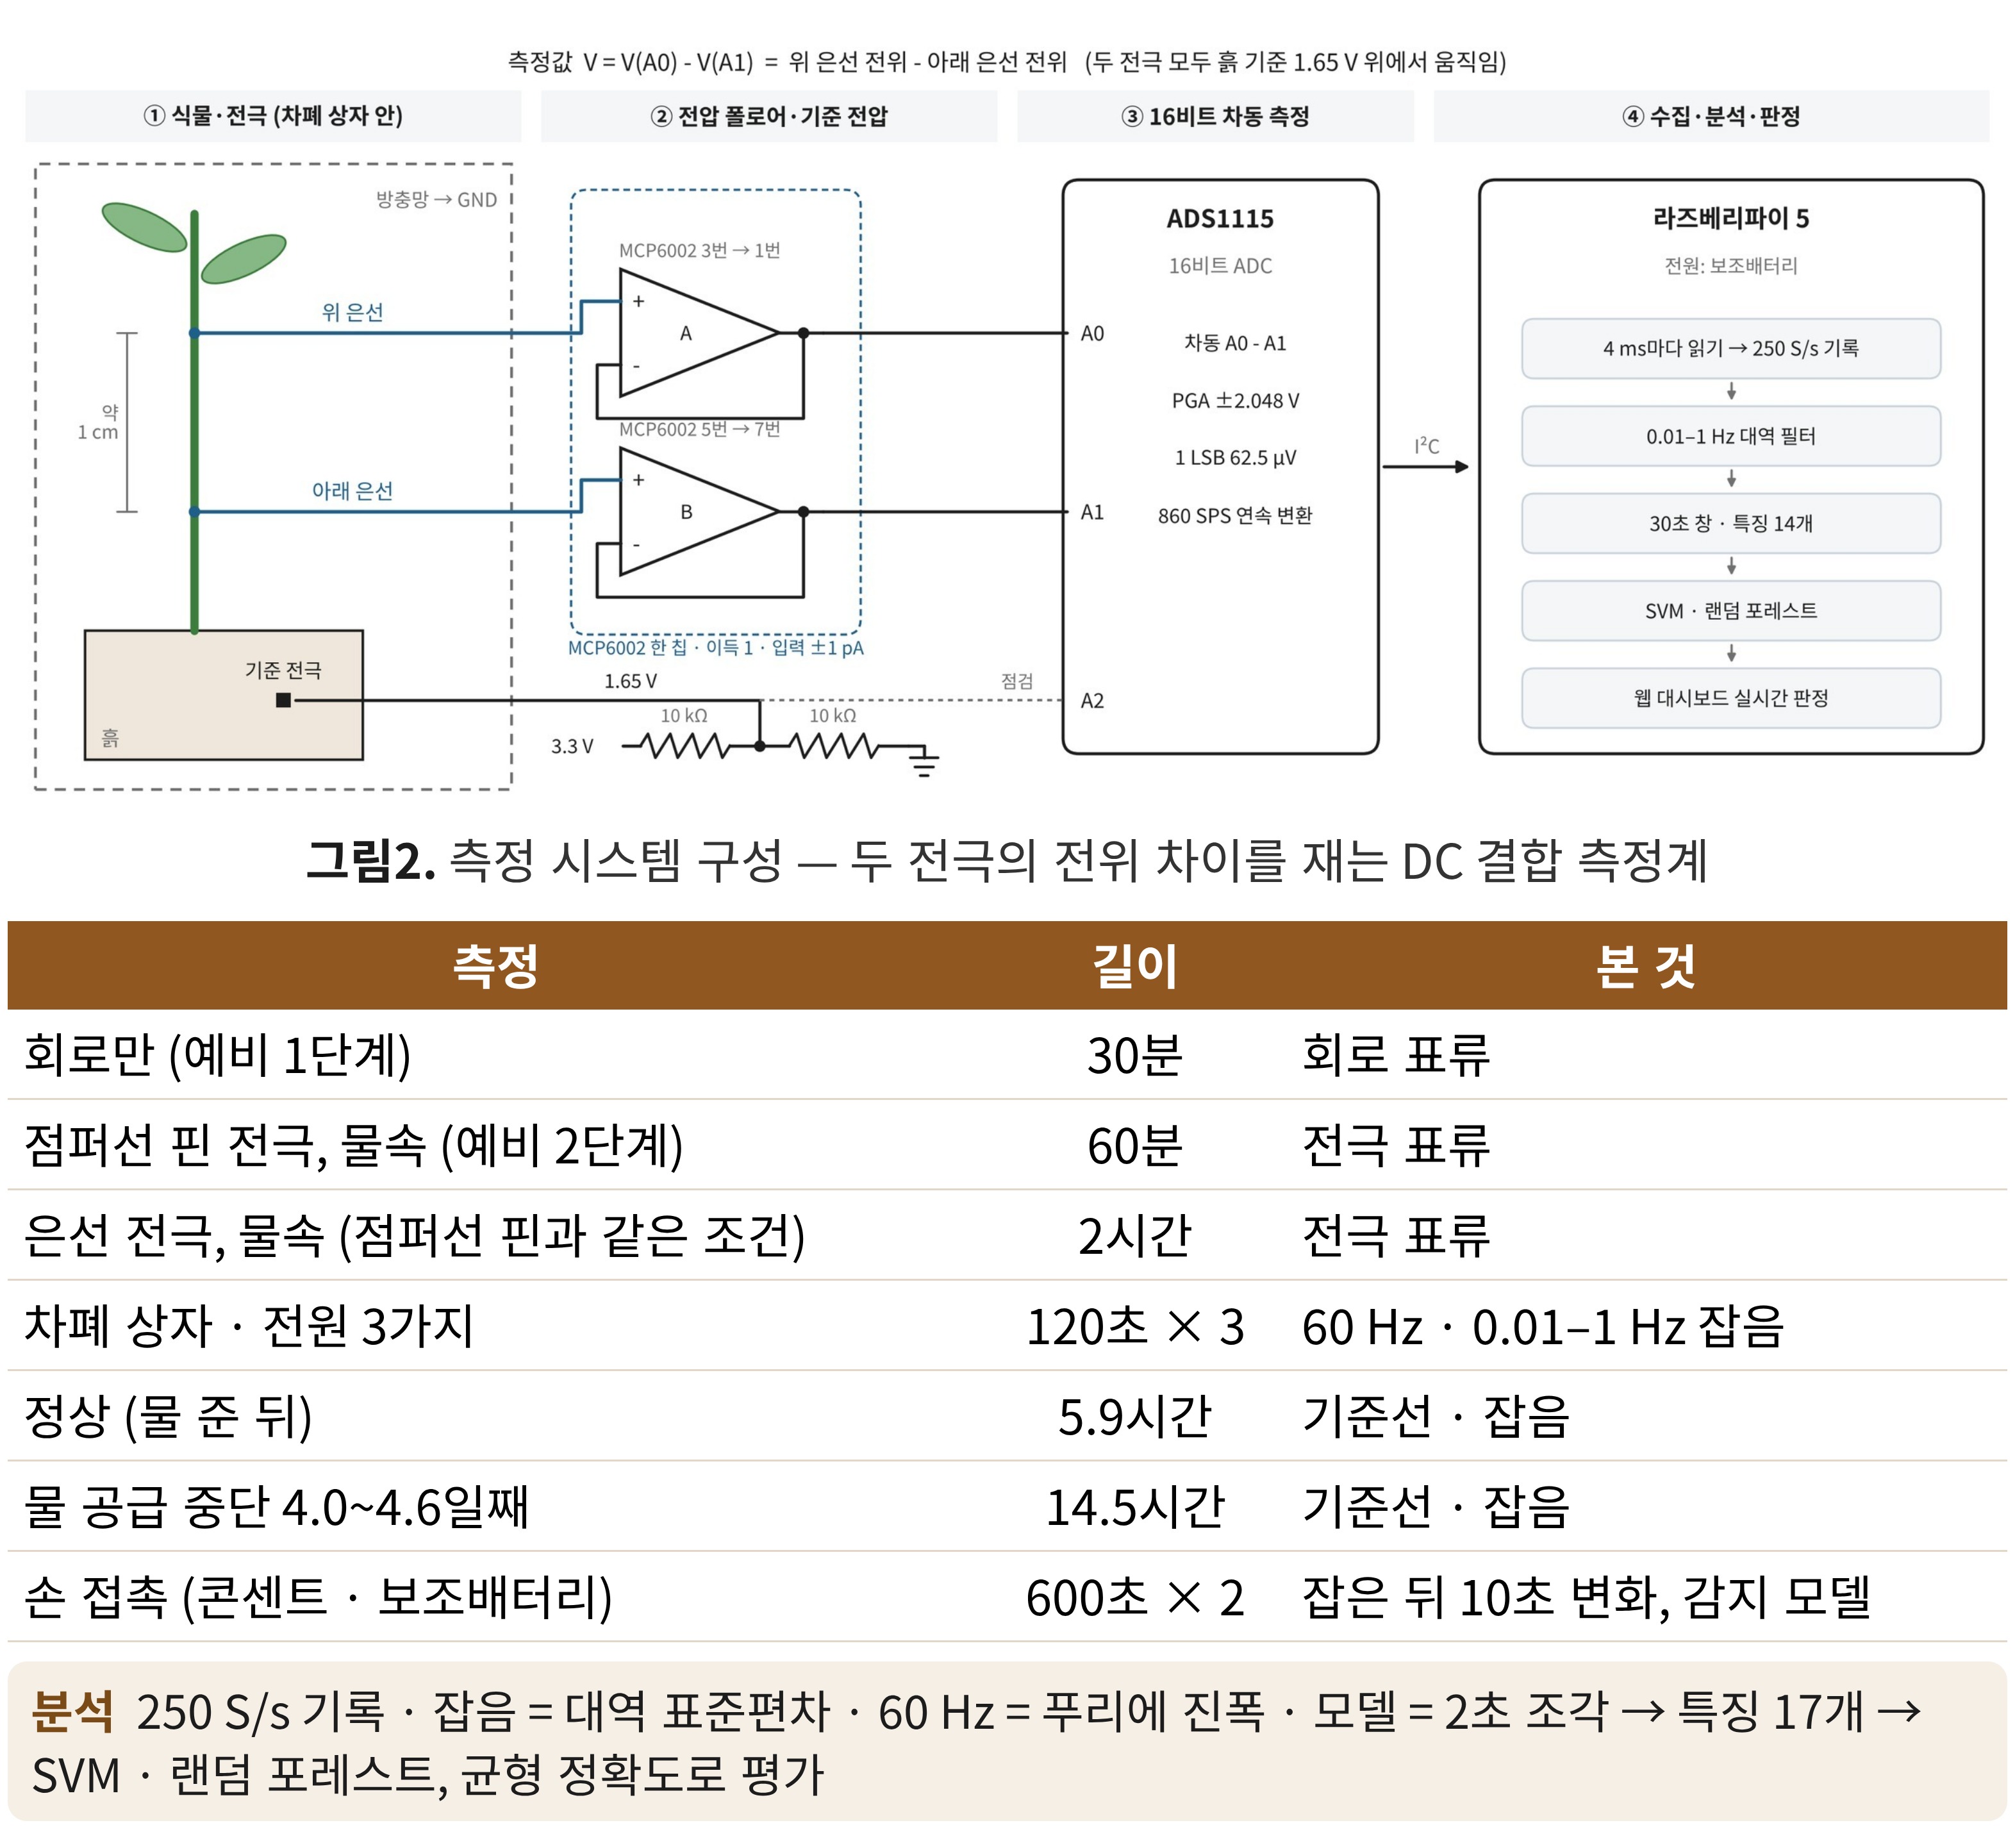 측정값 V = V(A0) - V(A1) = 위 은선 전위 - 아래 은선 전위 (두 전극 모두 흙 기준 1.65 V 위에서 움직임)
① 식물·전극 (차폐 상자 안)
② 전압 폴로어·기준 전압
③ 16비트 차동 측정
④ 수집·분석·판정
방충망 → GND
위 은선
약
1 cm
아래 은선
기준 전극
흙
MCP6002 3번 → 1번
+
A
-
MCP6002 5번 → 7번
+
B
-
MCP6002 한 칩 · 이득 1 · 입력 ±1 pA
1.65 V
점검
10 kΩ
10 kΩ
3.3 V
ADS1115
16비트 ADC
A0
차동 A0 - A1
PGA ±2.048 V
1 LSB 62.5 µV
A1
860 SPS 연속 변환
A2
I²C
라즈베리파이 5
전원: 보조배터리
4 ms마다 읽기 → 250 S/s 기록
0.01–1 Hz 대역 필터
30초 창 · 특징 14개
SVM · 랜덤 포레스트
웹 대시보드 실시간 판정
그림2. 측정 시스템 구성 — 두 전극의 전위 차이를 재는 DC 결합 측정계
측정 길이 본 것
회로만 (예비 1단계) 30분 회로 표류
점퍼선 핀 전극, 물속 (예비 2단계) 60분 전극 표류
은선 전극, 물속 (점퍼선 핀과 같은 조건) 2시간 전극 표류
차폐 상자 · 전원 3가지 120초 × 3 60 Hz · 0.01–1 Hz 잡음
정상 (물 준 뒤) 5.9시간 기준선 · 잡음
물 공급 중단 4.0~4.6일째 14.5시간 기준선 · 잡음
손 접촉 (콘센트 · 보조배터리) 600초 × 2 잡은 뒤 10초 변화, 감지 모델
분석 250 S/s 기록 · 잡음 = 대역 표준편차 · 60 Hz = 푸리에 진폭 · 모델 = 2초 조각 → 특징 17개 →
SVM · 랜덤 포레스트, 균형 정확도로 평가